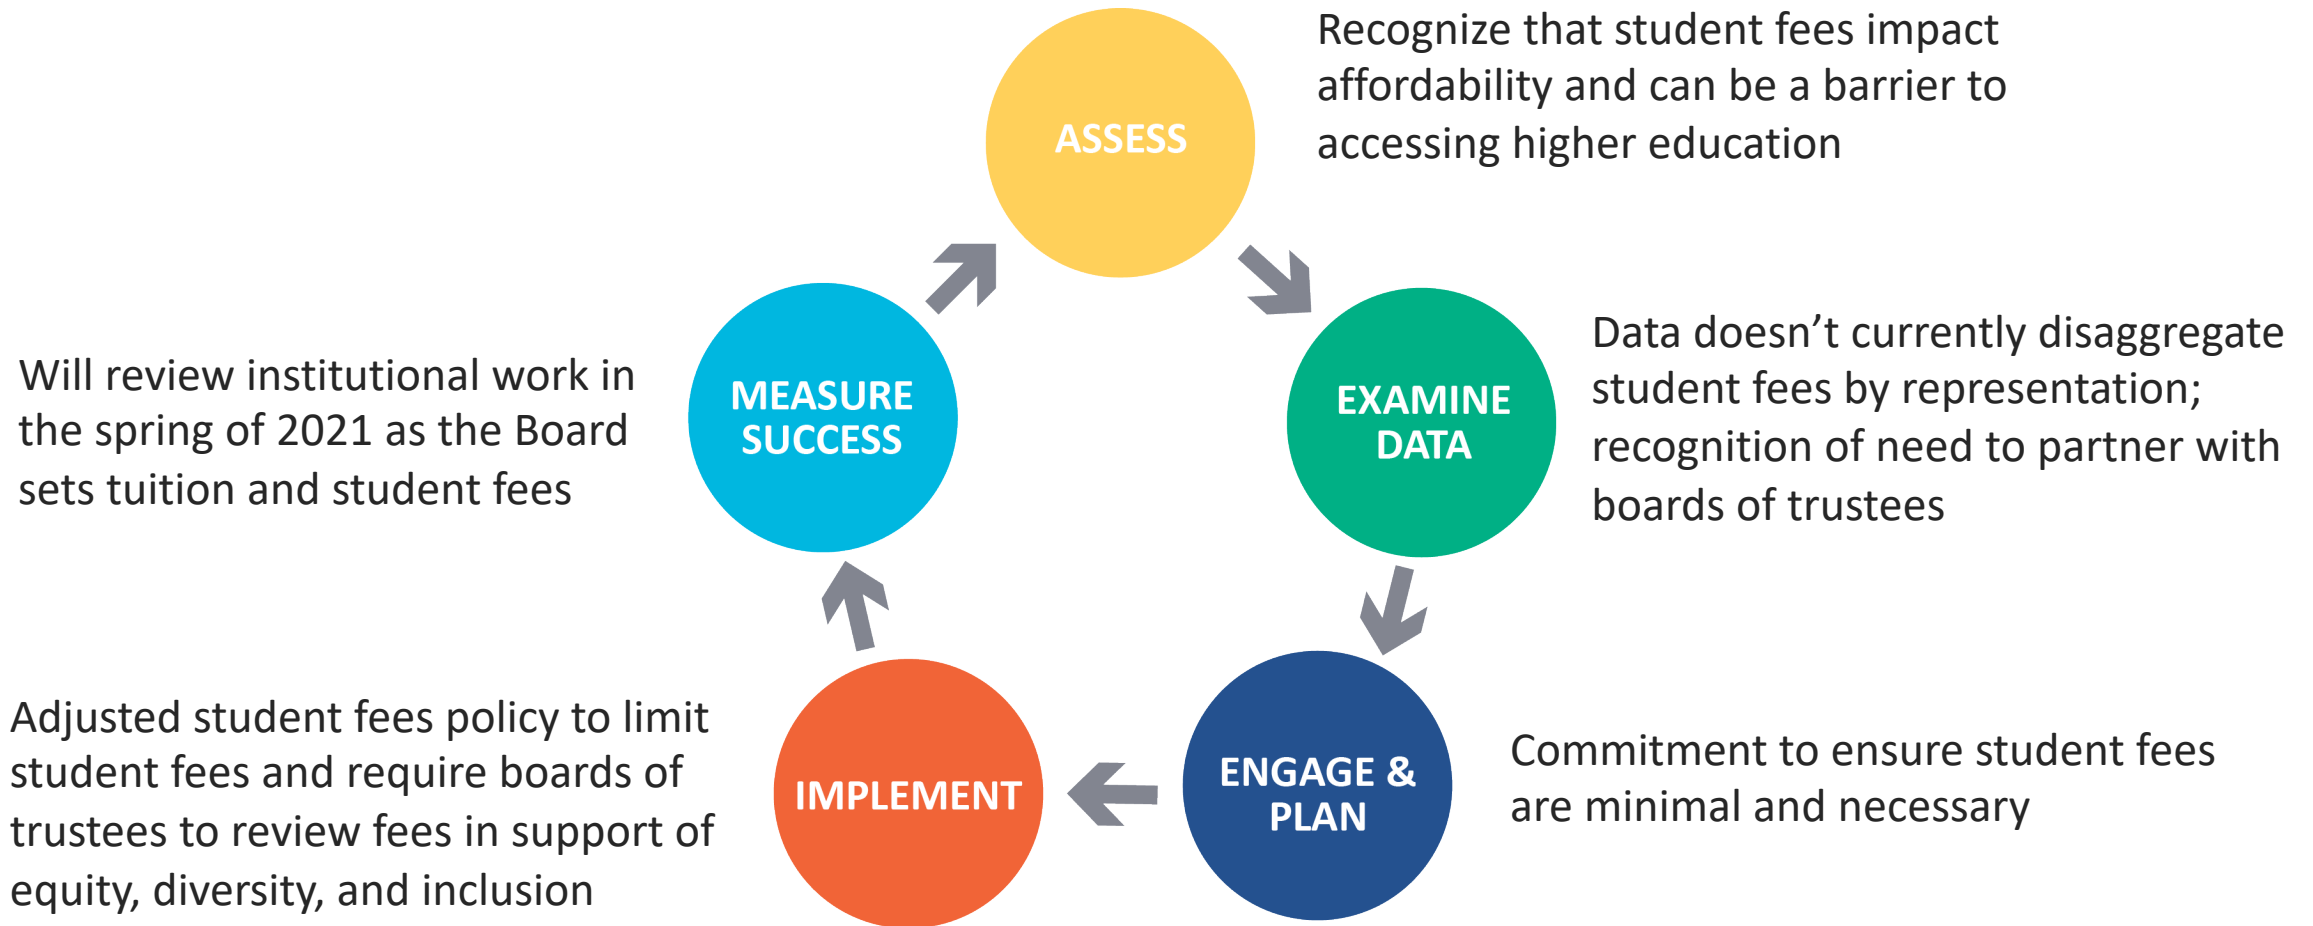 ASSESS
Recognize that student fees impact
affordability and can be a barrier to
accessing higher education
EXAMINE
DATA
Data doesn’t currently disaggregate
student fees by representation;
recognition of need to partner with
boards of trustees
ENGAGE &
PLAN
Commitment to ensure student fees
are minimal and necessary
IMPLEMENT
Adjusted student fees policy to limit
student fees and require boards of
trustees to review fees in support of
equity, diversity, and inclusion
MEASURE
SUCCESS
Will review institutional work in
the spring of 2021 as the Board
sets tuition and student fees